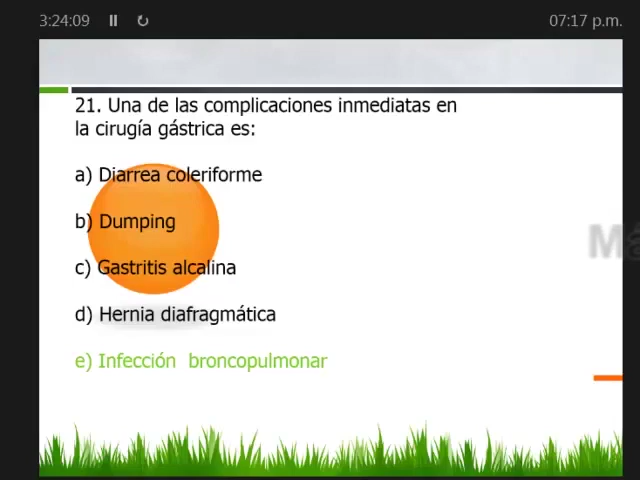 3:24:09 07:17 p.m.
21. Una de las complicaciones inmediatas en
la cirugía gástrica es:
a) Diarrea coleriforme
b) Dumping
c) Gastritis alcalina
d) Hernia diafragmática
e) Infección broncopulmonar